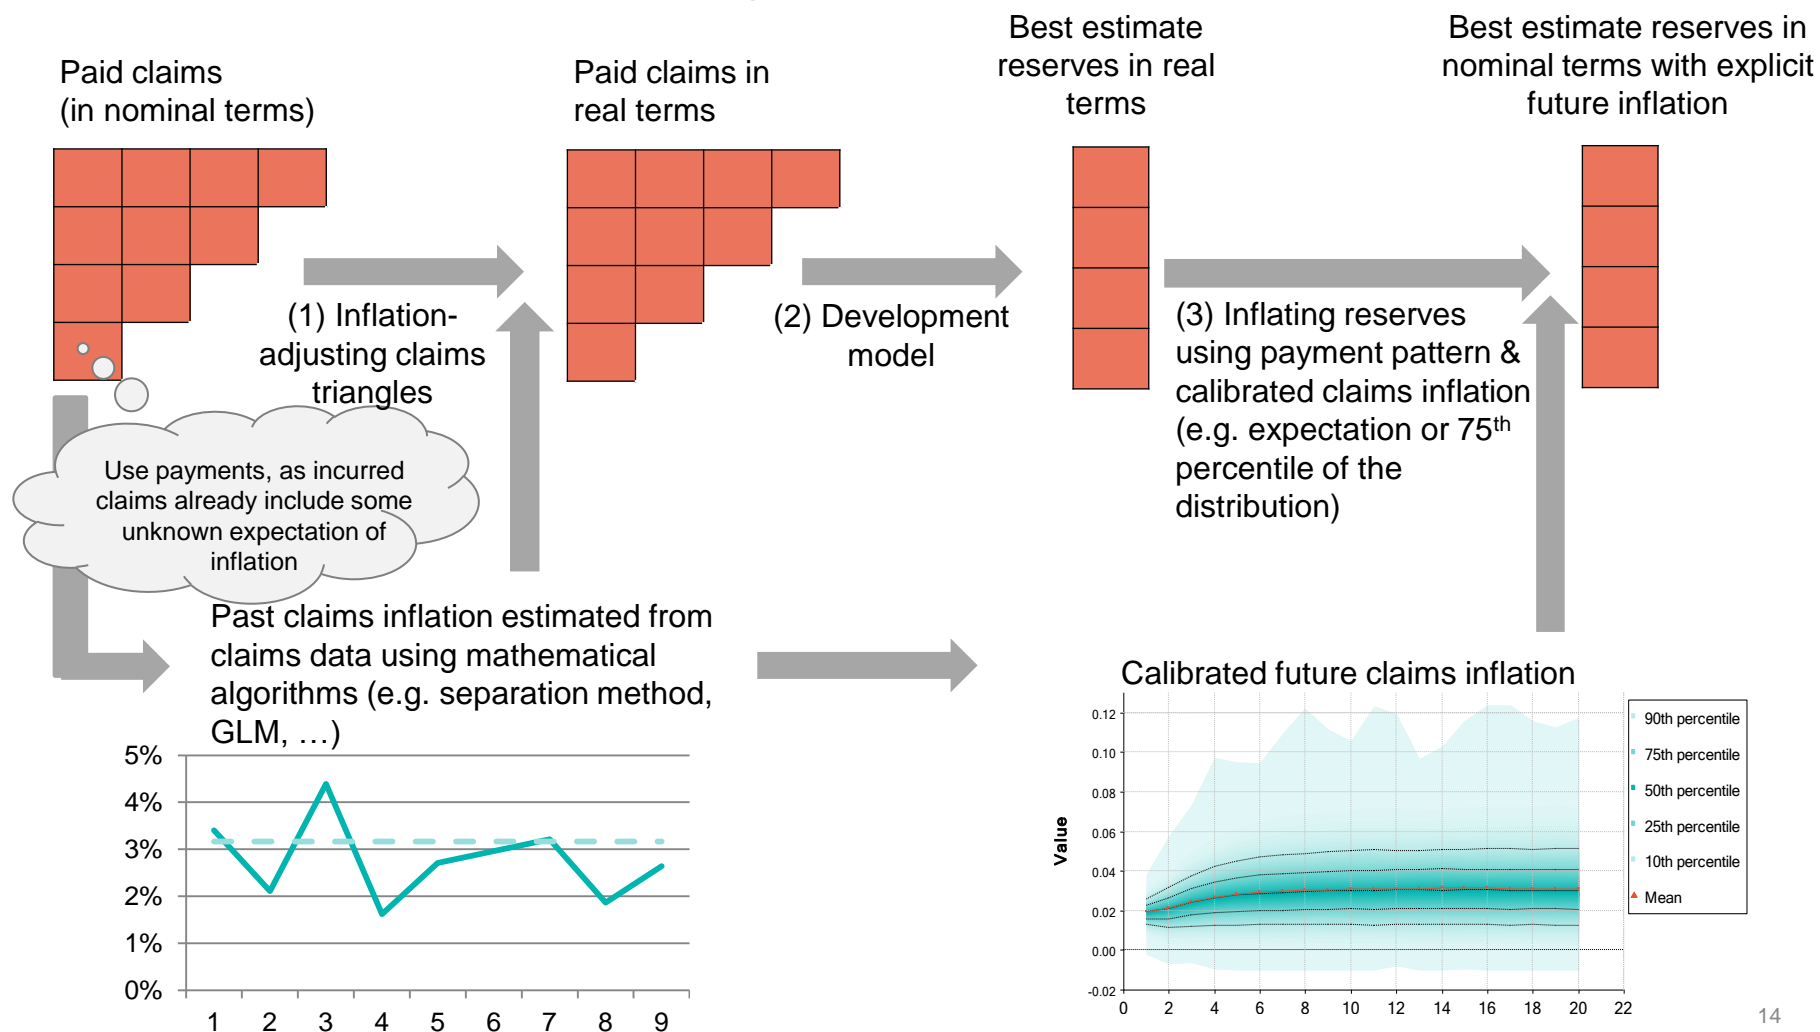 Paid claims
(in nominal terms)
Paid claims in
real terms
Best estimate
reserves in real
terms
Best estimate reserves in
nominal terms with explicit
future inflation
(1) Inflation-
adjusting claims
triangles
(2) Development
model
(3) Inflating reserves
using payment pattern &
calibrated claims inflation
(e.g. expectation or 75th
percentile of the
distribution)
Use payments, as incurred
claims already include some
unknown expectation of
inflation
Past claims inflation estimated from
claims data using mathematical
algorithms (e.g. separation method,
GLM, …)
5%
4%
3%
2%
1%
0%
1 2 3 4 5 6 7 8 9
Calibrated future claims inflation
Value
0.12
0.10
0.08
0.06
0.04
0.02
0.00
-0.02
0 2 4 6 8 10 12 14 16 18 20 22
90th percentile
75th percentile
50th percentile
25th percentile
10th percentile
Mean
14